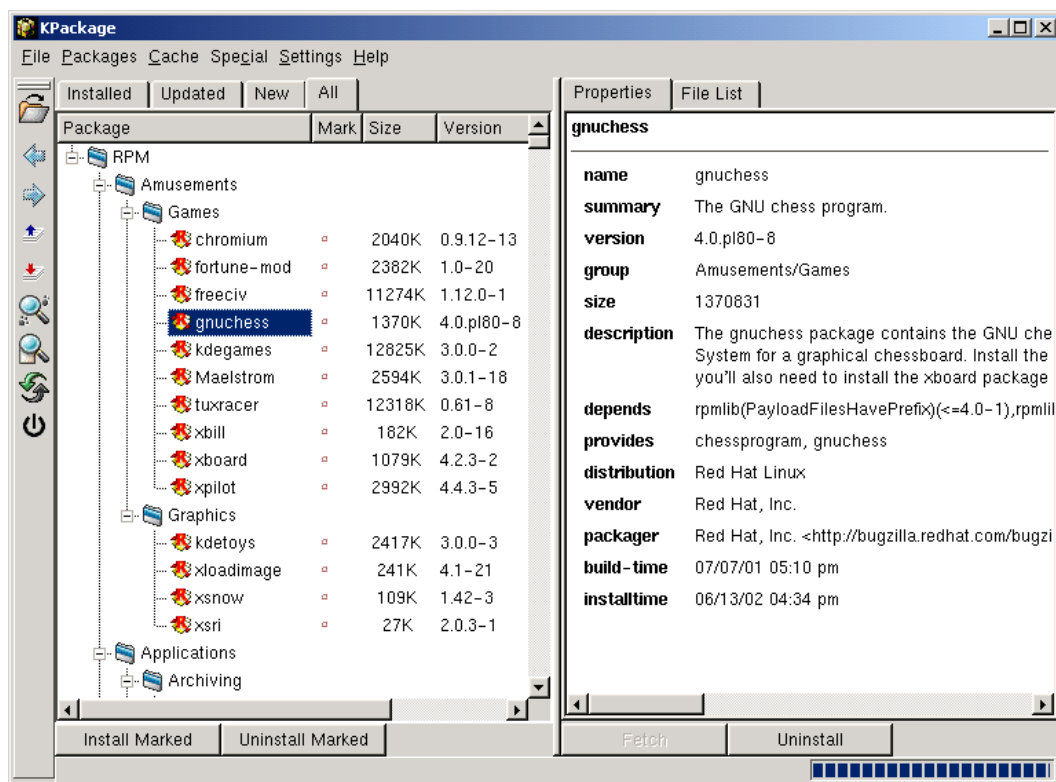 KPackage
File Packages Cache Special Settings Help
Installed Updated New All
Package Mark Size Version
RPM
Amusements
Games
chromium 2040K 0.9.12-13
fortune-mod 2382K 1.0-20
freeciv 11274K 1.12.0-1
gnuchess 1370K 4.0.pl80-8
kdegames 12825K 3.0.0-2
Maelstrom 2594K 3.0.1-18
tuxracer 12318K 0.61-8
xbill 182K 2.0-16
xboard 1079K 4.2.3-2
xpilot 2992K 4.4.3-5
Graphics
kdetoys 2417K 3.0.0-3
xloadimage 241K 4.1-21
xsnow 109K 1.42-3
xsri 27K 2.0.3-1
Applications
Archiving
Install Marked Uninstall Marked
Properties File List
gnuchess
name gnuchess
summary The GNU chess program.
version 4.0.pl80-8
group Amusements/Games
size 1370831
description The gnuchess package contains the GNU che
System for a graphical chessboard. Install the
you'll also need to install the xboard package
depends rpmlib(PayloadFilesHavePrefix)(<=4.0-1),rpmlil
provides chessprogram, gnuchess
distribution Red Hat Linux
vendor Red Hat, Inc.
packager Red Hat, Inc. <http://bugzilla.redhat.com/bugzi
build-time 07/07/01 05:10 pm
installtime 06/13/02 04:34 pm
Fetch Uninstall